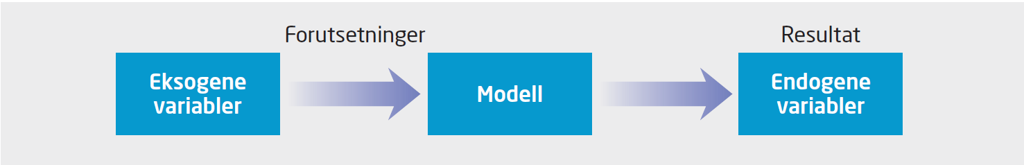 Forutsetninger
Resultat
Eksogene
variabler
Modell
Endogene
variabler